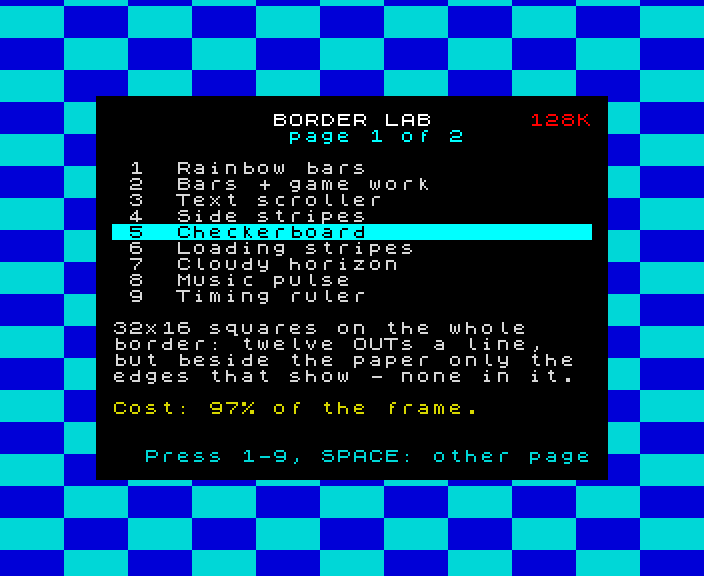 BORDER LAB 128K
page 1 of 2
1 Rainbow bars
2 Bars + game work
3 Text scroller
4 Side stripes
5 Checkerboard
6 Loading stripes
7 Cloudy horizon
8 Music pulse
9 Timing ruler
32x16 squares on the whole
border: twelve OUTs a line,
but beside the paper only the
edges that show - none in it.
Cost: 97% of the frame.
Press 1-9, SPACE: other page